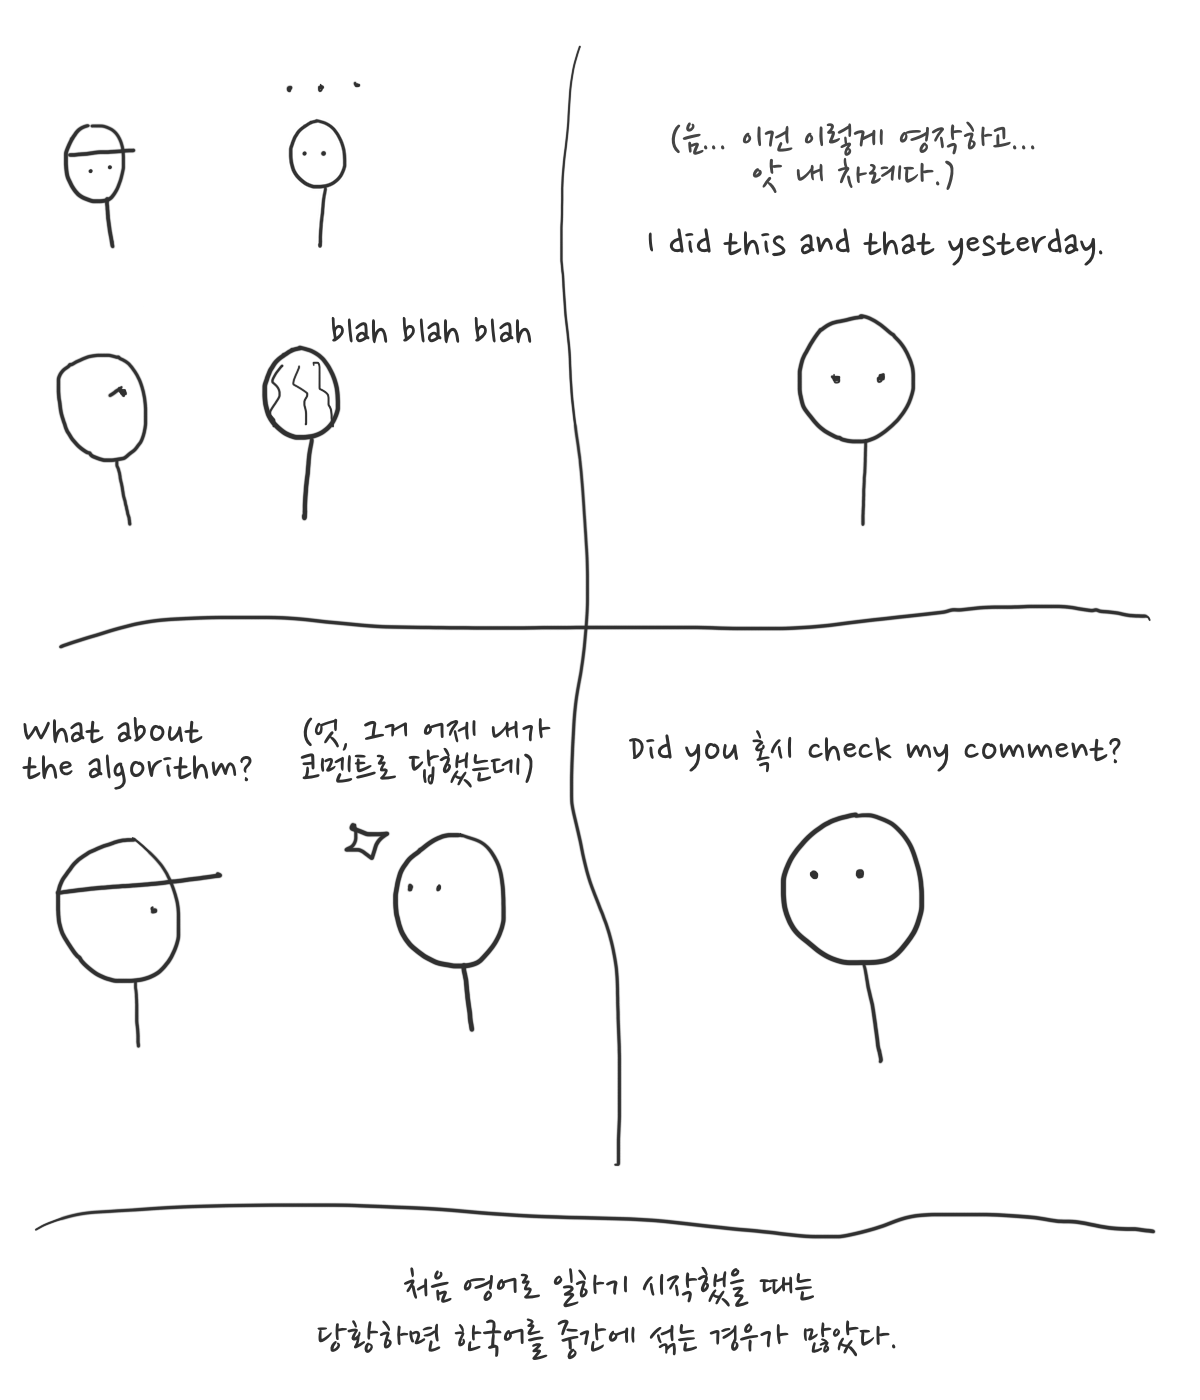 . . .
blah blah blah
(음... 이건 이렇게 영작하고...
앗 내 차례다.)
I did this and that yesterday.
What about
the algorithm?
(엇, 그거 어제 내가
코멘트로 답했는데)
Did you 혹시 check my comment?
처음 영어로 일하기 시작했을 때는
당황하면 한국어를 중간에 섞는 경우가 많았다.